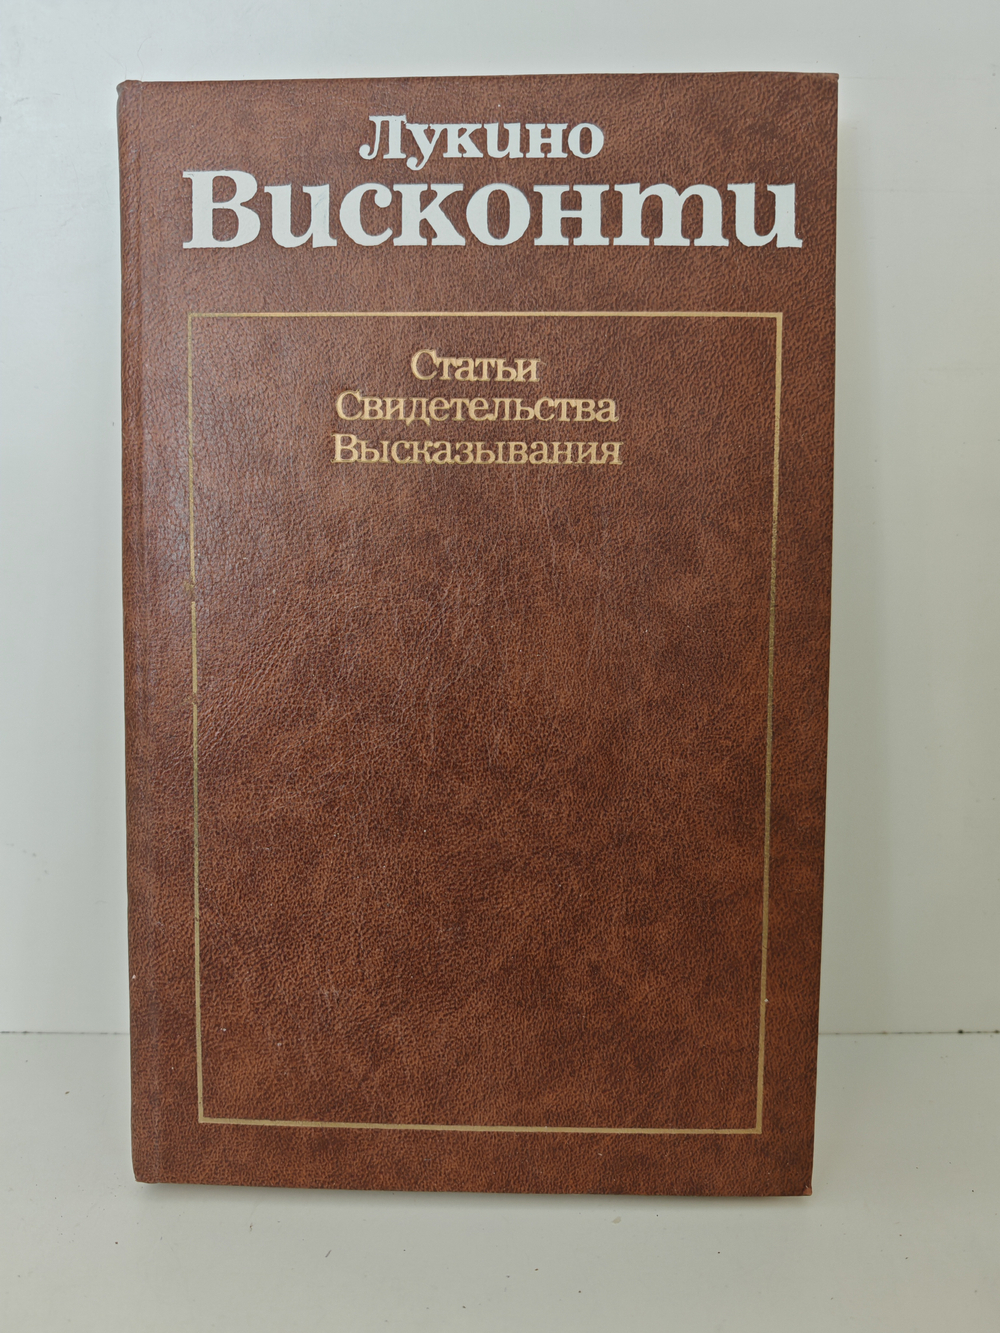 Лукино
Висконти
Статьи
Свидетельства
Высказывания